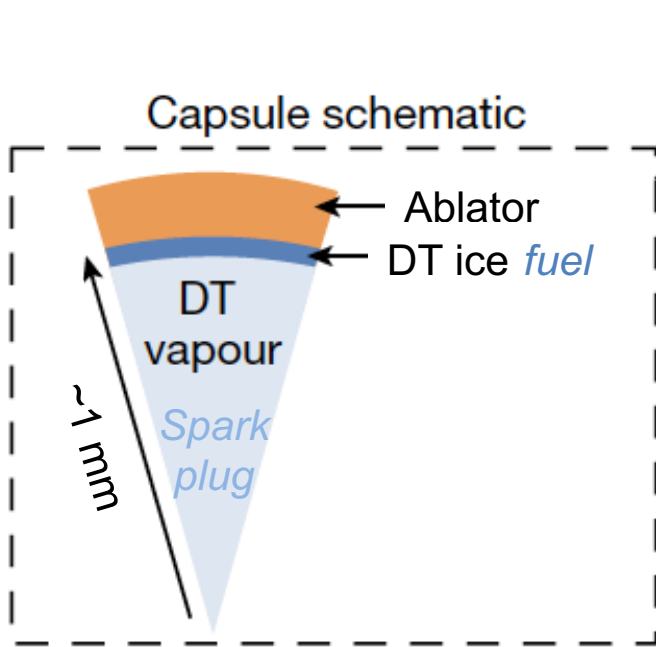 Capsule schematic
Ablator
DT ice fuel
DT
vapour
Spark
plug
~1 mm